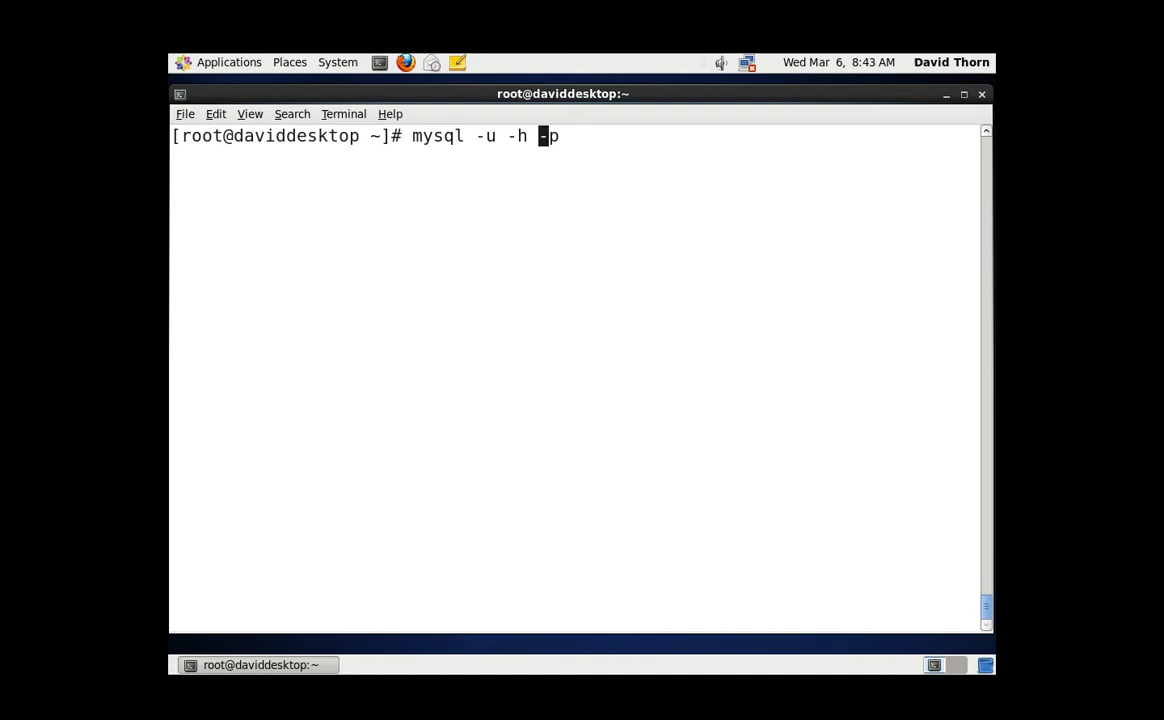 Applications Places System Wed Mar 6, 8:43 AM David Thorn
root@daviddesktop:~
File Edit View Search Terminal Help
[root@daviddesktop ~]# mysql -u -h -p
root@daviddesktop:~